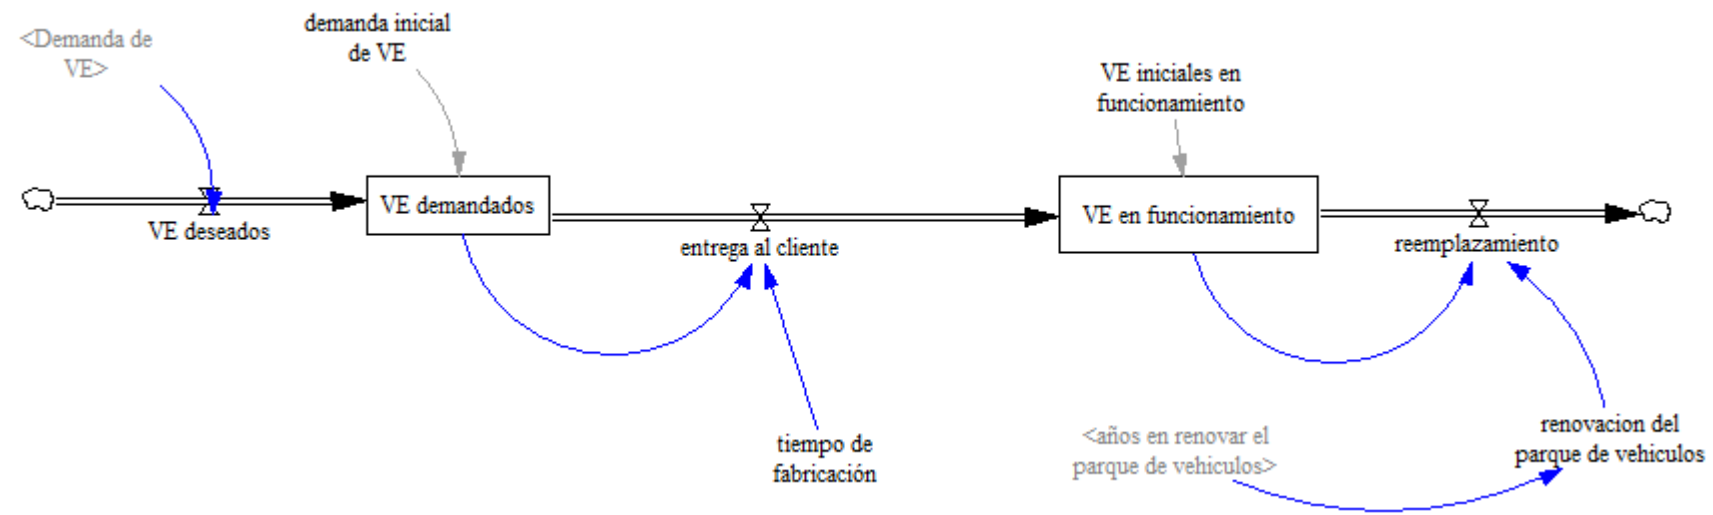 <Demanda de
VE>
demanda inicial
de VE
VE iniciales en
funcionamiento
VE deseados
VE demandados
entrega al cliente
VE en funcionamiento
reemplazamiento
tiempo de
fabricación
<años en renovar el
parque de vehiculos>
renovacion del
parque de vehiculos